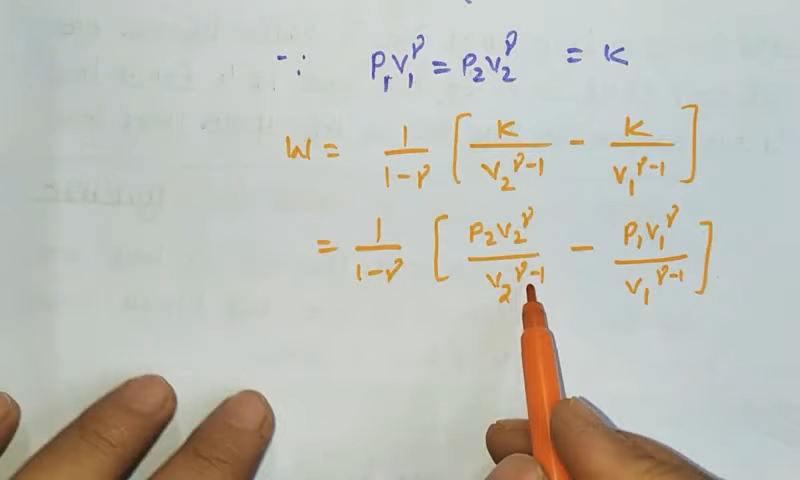 ∵ P₁V₁^γ = P₂V₂^γ = K
W = 1/(1-γ) [ K/V₂^(γ-1) - K/V₁^(γ-1) ]
= 1/(1-γ) [ P₂V₂^γ/V₂^(γ-1) - P₁V₁^γ/V₁^(γ-1) ]